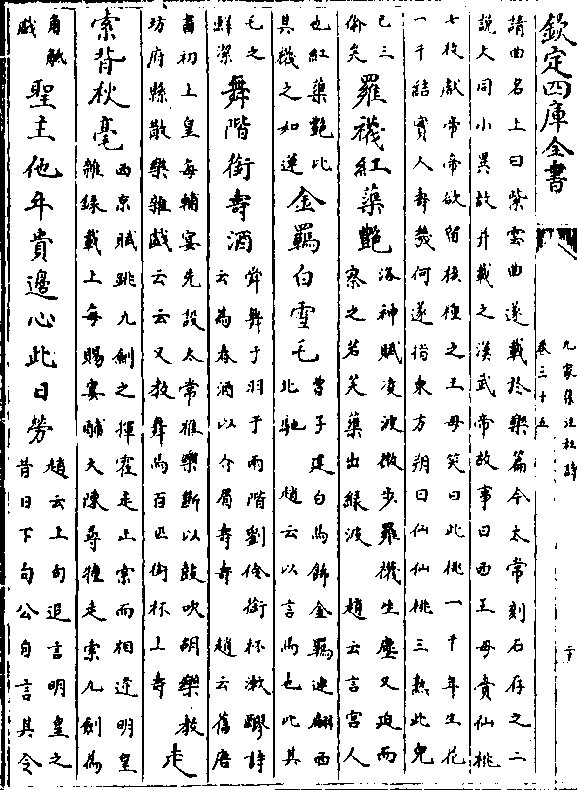 欽定四庫全書
九家集注杜詩
卷三十五
二十
請曲名上曰紫雲曲遂載於樂篇今太常刻石存之二
說大同小異故并載之漢武帝故事曰西王母賷仙桃
七枚獻帝帝欲留核種之王母笑曰此桃一千年生花
一千結實人壽幾何遂指東方朔曰仙仙桃三熟此兒
已三
偷矣
羅襪紅蕖艶
洛神賦凌波微步羅襪生塵又迫而
察之若芙蕖出緑波 趙云言宫人
也紅蕖艶比
其襪之如蓮
金羈白雪毛
曹子建白馬飾金羈連翩西
北馳 趙云以言馬也此其
毛之
鮮潔
舞階銜壽酒
舜舞于羽于兩階劉伶銜杯漱醪詩
云為春酒以介眉壽壽 趙云舊唐
書初上皇每酺宴先設太常雅樂斷以鼓吹胡樂教
坊府縣散樂雜戲云云又教舞馬百匹銜杯上壽
走
索背秋毫
西京賦跳丸劍之揮霍走上索而相逢明皇
雜録載上每賜宴酺大陳尋橦走索丸劍為
角觝
戲
聖主他年貴邊心此日勞
趙云上句追言明皇之
昔日下句公自言其今